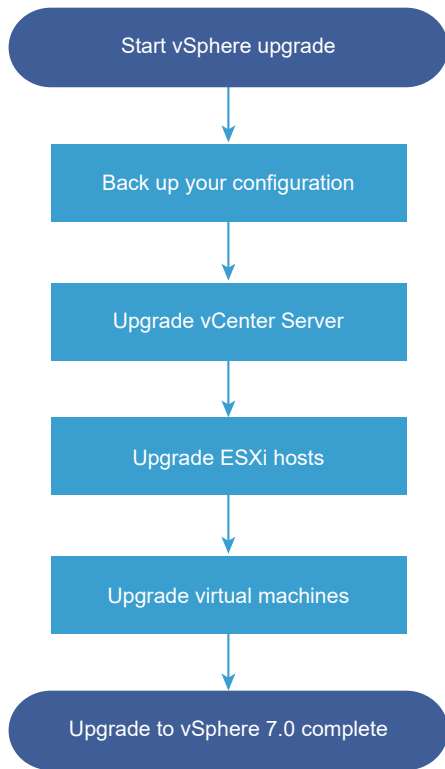 Start vSphere upgrade
Back up your configuration
Upgrade vCenter Server
Upgrade ESXi hosts
Upgrade virtual machines
Upgrade to vSphere 7.0 complete